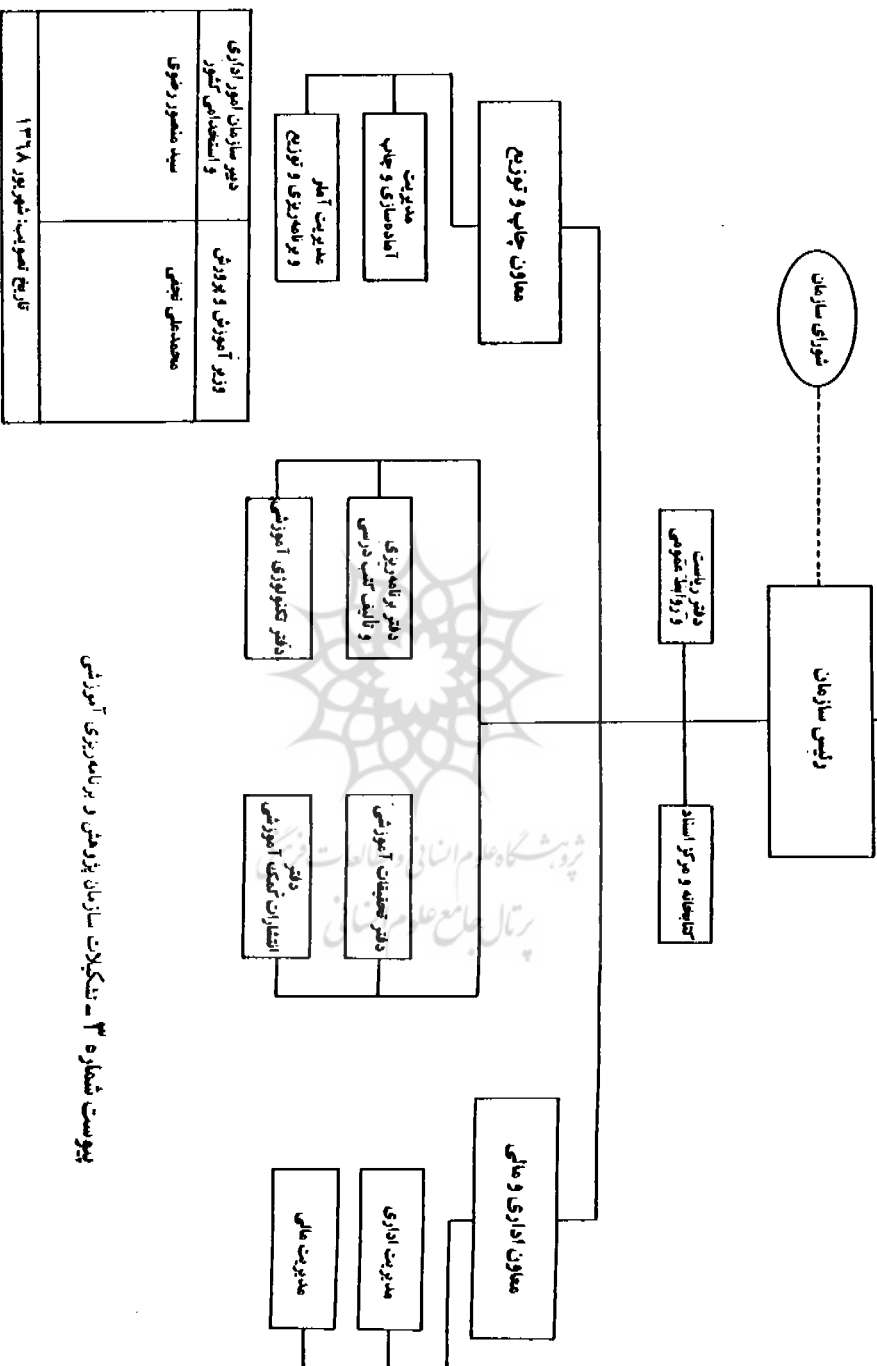 شورای سازمان
رئیس سازمان
دفتر ریاست
و روابط عمومی
کتابخانه و مرکز اسناد
معاون چاپ و توزیع
مدیریت
آماده‌سازی و چاپ
مدیریت آمار
و برنامه‌ریزی و توزیع
دفتر برنامه‌ریزی
و تالیف کتب درسی
دفتر تکنولوژی آموزشی
دفتر تحقیقات آموزشی
دفتر
انتشارات کمک آموزشی
معاون اداری و مالی
مدیریت اداری
مدیریت مالی
دبیر سازمان امور اداری
و استخدامی کشور
وزیر آموزش و پرورش
سید منصور رضوی
محمدعلی نجفی
تاریخ تصویب: شهریور ۱۳۶۸
پیوست شماره ۳ – تشکیلات سازمان پژوهش و برنامه‌ریزی آموزشی
پژوهشگاه علوم انسانی و مطالعات فرهنگی
پرتال جامع علوم انسانی